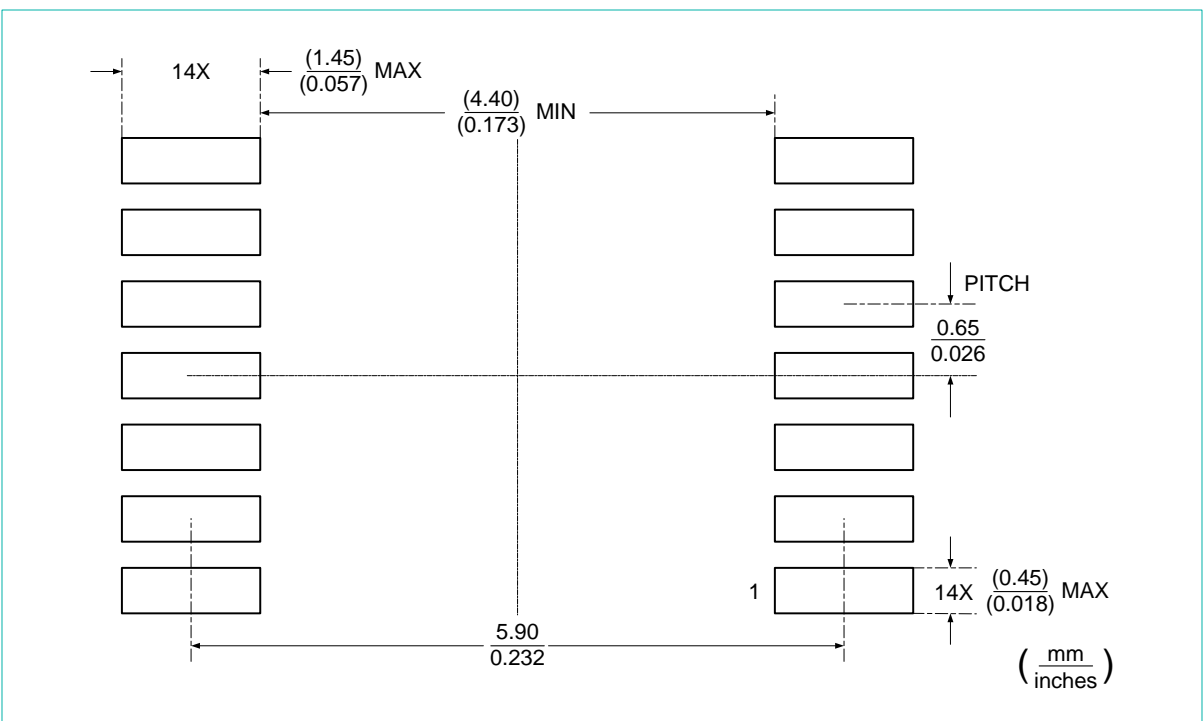 14X
(1.45)
(0.057)
MAX
(4.40)
(0.173)
MIN
PITCH
0.65
0.026
1
14X
(0.45)
(0.018)
MAX
5.90
0.232
(mm
inches)